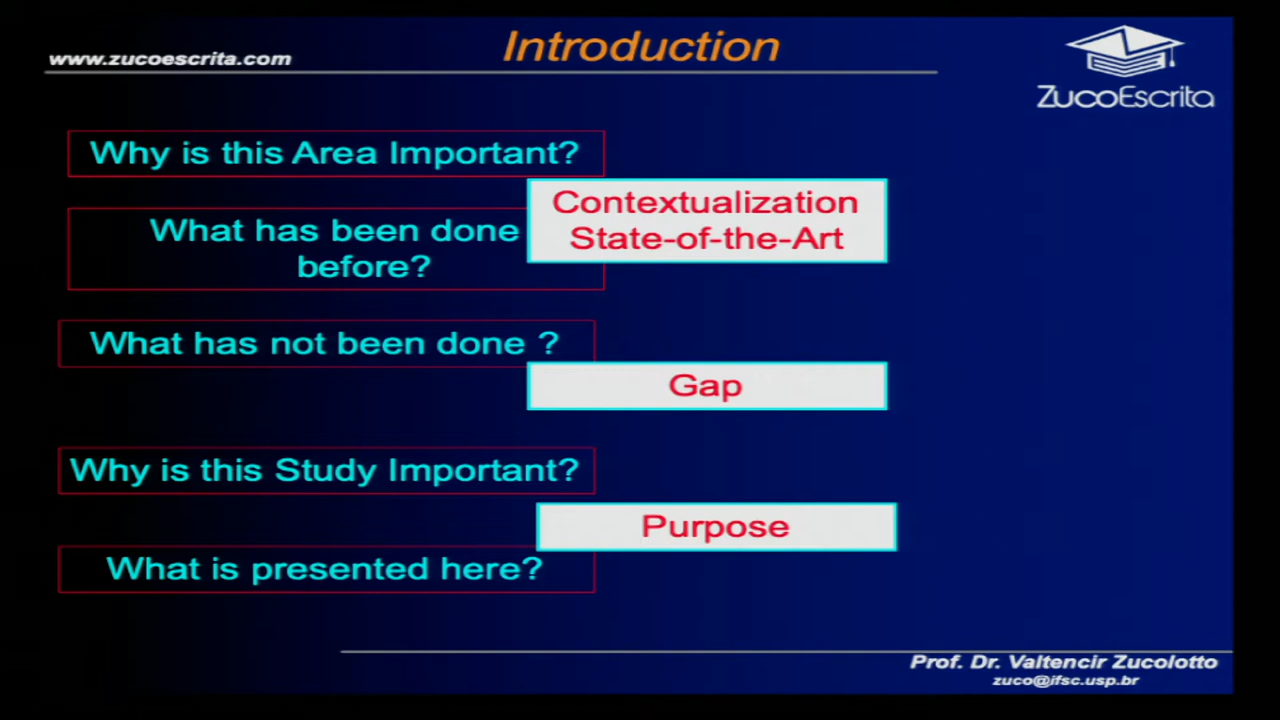 www.zucoescrita.com
Introduction
ZucoEscrita
Why is this Area Important?
Contextualization
State-of-the-Art
What has been done
before?
What has not been done ?
Gap
Why is this Study Important?
Purpose
What is presented here?
Prof. Dr. Valtencir Zucolotto
zuco@ifsc.usp.br